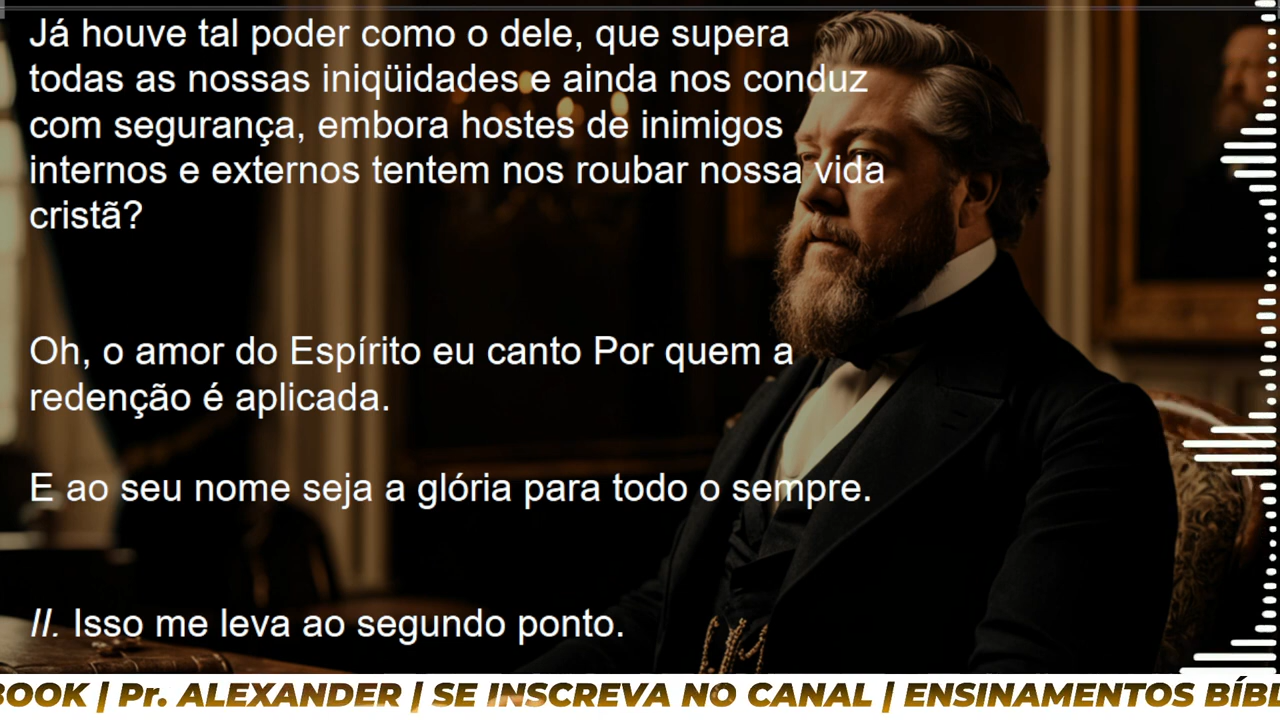 Já houve tal poder como o dele, que supera
todas as nossas iniqüidades e ainda nos conduz
com segurança, embora hostes de inimigos
internos e externos tentem nos roubar nossa vida
cristã?
Oh, o amor do Espírito eu canto Por quem a
redenção é aplicada.
E ao seu nome seja a glória para todo o sempre.
II. Isso me leva ao segundo ponto.
BOOK | Pr. ALEXANDER | SE INSCREVA NO CANAL | ENSINAMENTOS BÍBL